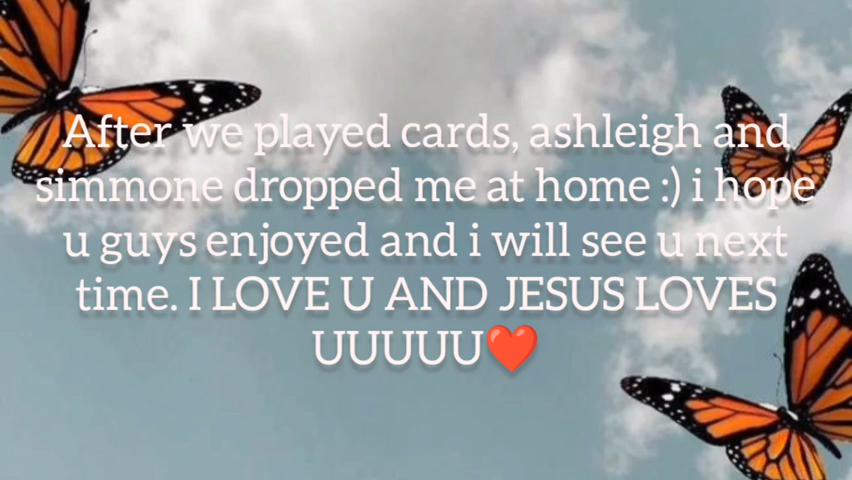 After we played cards, ashleigh and
simmone dropped me at home :) i hope
u guys enjoyed and i will see u next
time. I LOVE U AND JESUS LOVES
UUUUU❤️